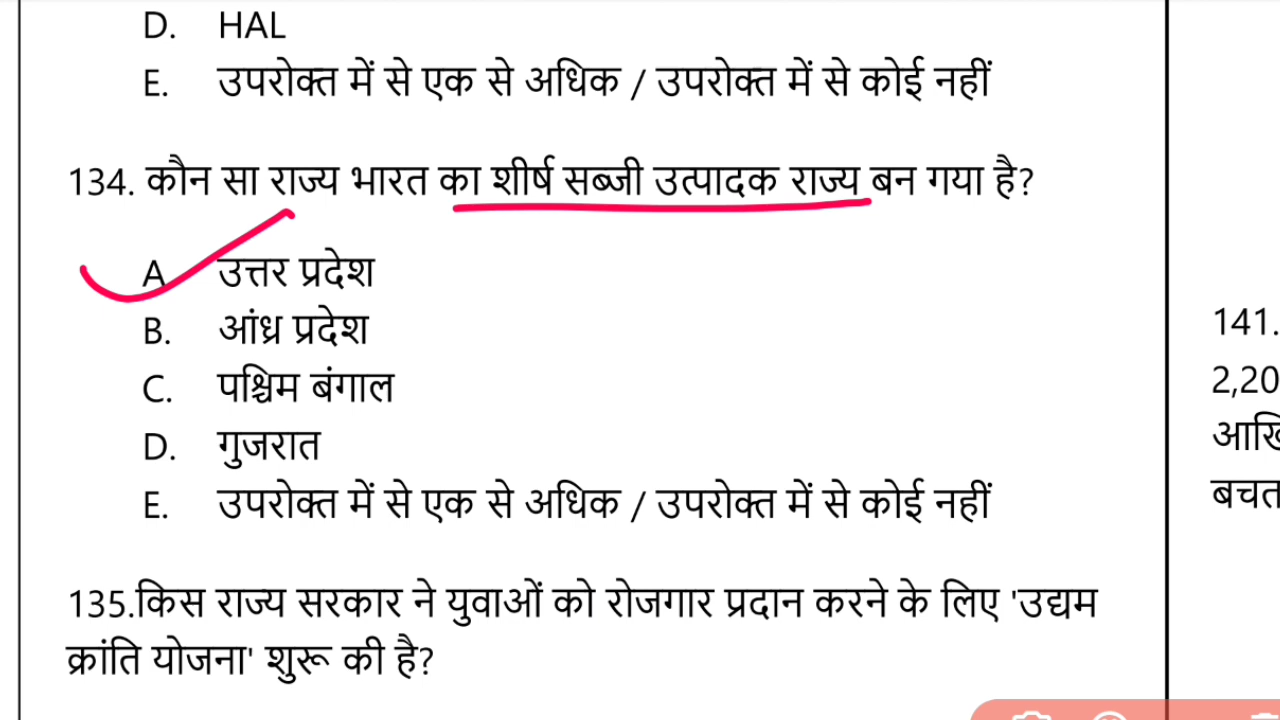 D. HAL
E. उपरोक्त में से एक से अधिक / उपरोक्त में से कोई नहीं
134. कौन सा राज्य भारत का शीर्ष सब्जी उत्पादक राज्य बन गया है?
A उत्तर प्रदेश
B. आंध्र प्रदेश
C. पश्चिम बंगाल
D. गुजरात
E. उपरोक्त में से एक से अधिक / उपरोक्त में से कोई नहीं
135.किस राज्य सरकार ने युवाओं को रोजगार प्रदान करने के लिए 'उद्यम
क्रांति योजना' शुरू की है?
141.
2,20
बचत